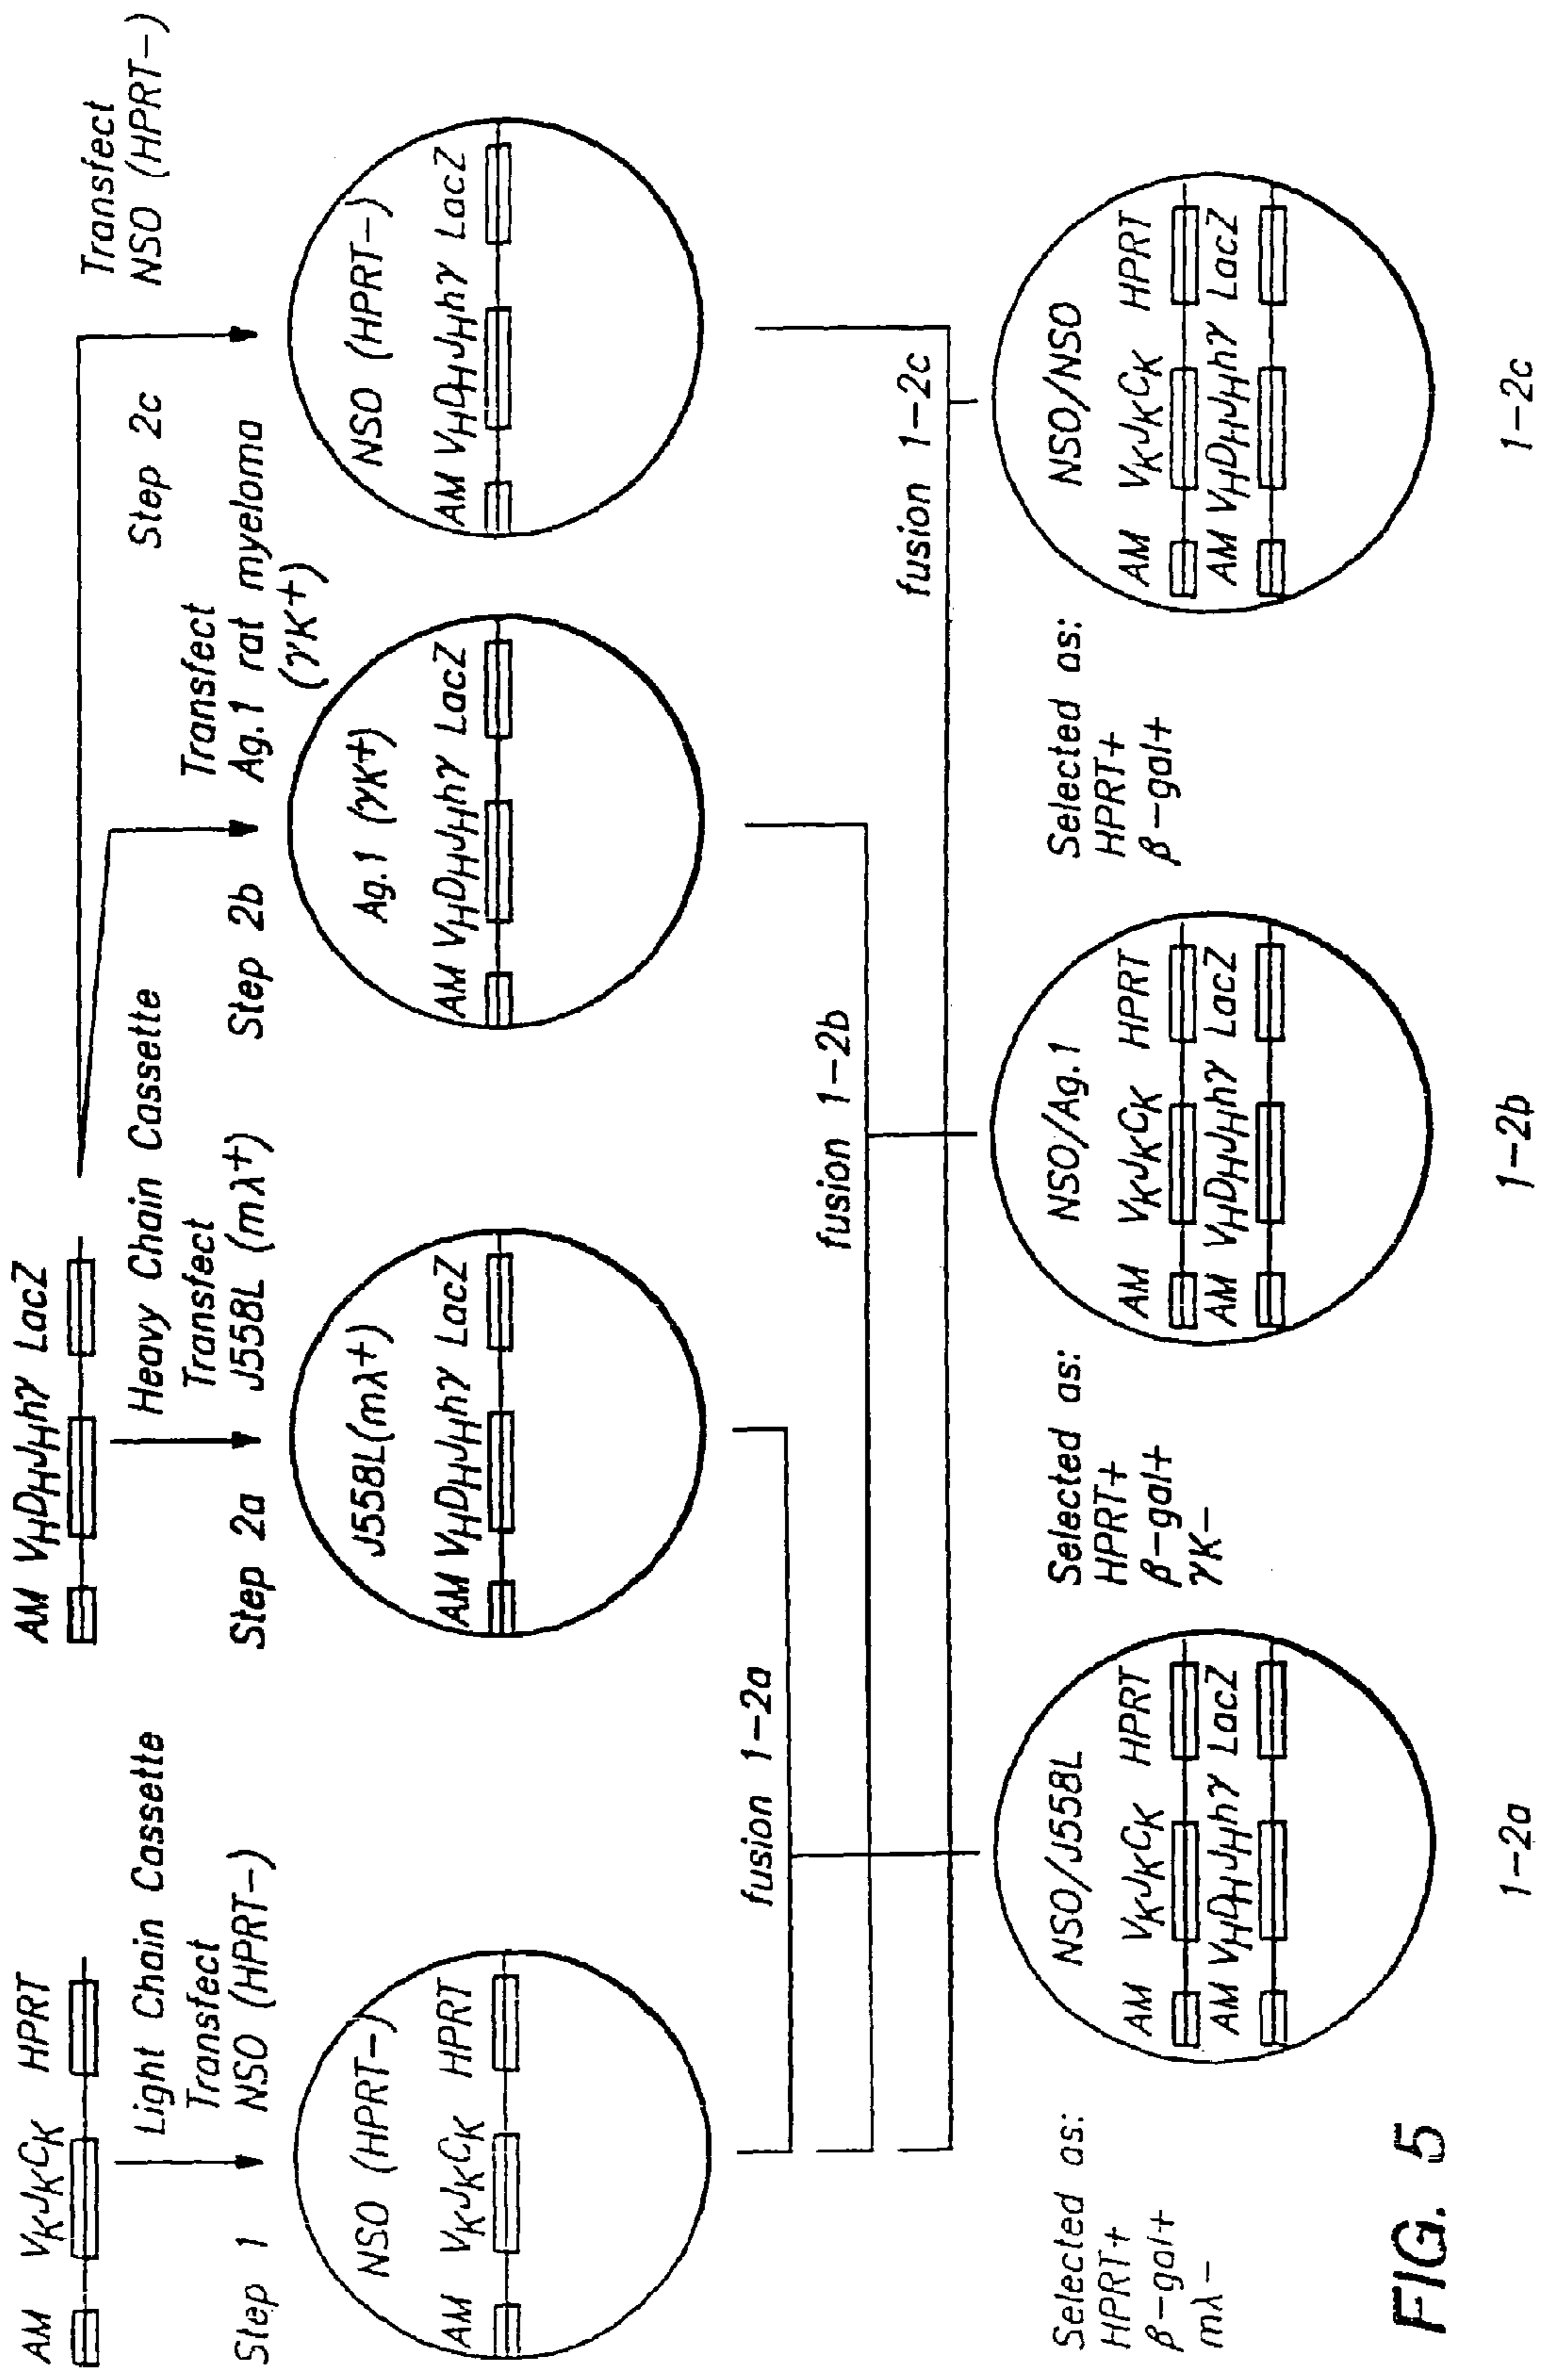 AM VKJKCK HPRT
AM VHDHJHhγ LacZ
Light Chain Cassette
Transfect
Step 1 NSO (HPRT-)
Heavy Chain Cassette
Transfect
Step 2a J558L (mλ+)
Transfect
Step 2b Ag.1 rat myeloma
(γK+)
Transfect
Step 2c NSO (HPRT-)
NSO (HPRT-)
AM VKJKCK HPRT
J558L(mλ+)
AM VHDHJHhγ LacZ
Ag.1 (γK+)
AM VHDHJHhγ LacZ
NSO (HPRT-)
AM VHDHJHhγ LacZ
fusion 1-2a
fusion 1-2b
fusion 1-2c
Selected as:
HPRT+
β-gal+
mλ-
NSO/J558L
AM VKJKCK HPRT
AM VHDHJHhγ LacZ
1-2a
Selected as:
HPRT+
β-gal+
γK-
NSO/Ag.1
AM VKJKCK HPRT
AM VHDHJHhγ LacZ
1-2b
Selected as:
HPRT+
β-gal+
NSO/NSO
AM VKJKCK HPRT
AM VHDHJHhγ LacZ
1-2c
FIG. 5